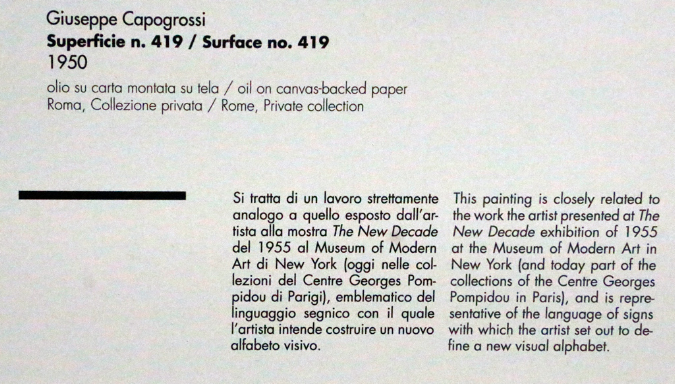 Giuseppe Capogrossi
Superficie n. 419 / Surface no. 419
1950
olio su carta montata su tela / oil on canvas-backed paper
Roma, Collezione privata / Rome, Private collection
Si tratta di un lavoro strettamente
analogo a quello esposto dall'ar-
tista alla mostra The New Decade
del 1955 al Museum of Modern
Art di New York (oggi nelle col-
lezioni del Centre Georges Pom-
pidou di Parigi), emblematico del
linguaggio segnico con il quale
l'artista intende costruire un nuovo
alfabeto visivo.
This painting is closely related to
the work the artist presented at The
New Decade exhibition of 1955
at the Museum of Modern Art in
New York (and today part of the
collections of the Centre Georges
Pompidou in Paris), and is repre-
sentative of the language of signs
with which the artist set out to de-
fine a new visual alphabet.